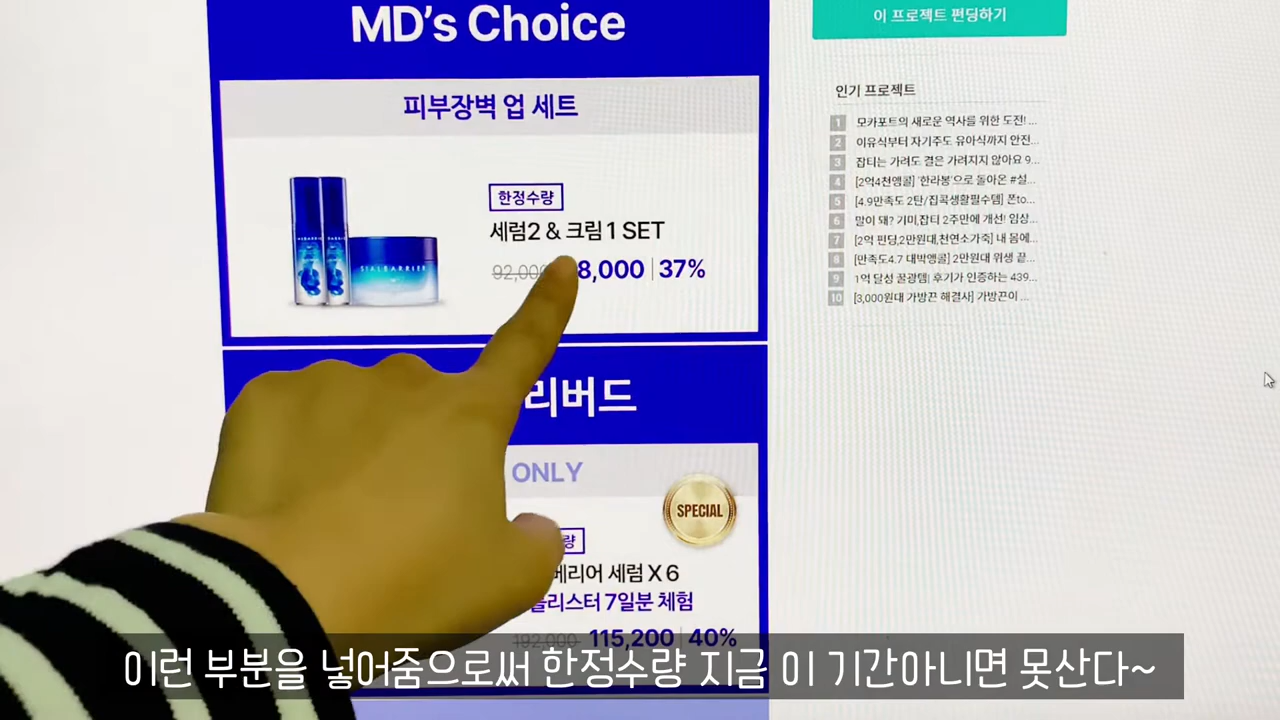 MD's Choice
피부장벽 업 세트
한정수량
세럼2 & 크림 1 SET
92,000 8,000 | 37%
SIALBARRIER
리버드
ONLY
SPECIAL
량
베리어 세럼 X 6
블리스터 7일분 체험
192,000 115,200 | 40%
이 프로젝트 펀딩하기
인기 프로젝트
1 모카포트의 새로운 역사를 위한 도전! ...
2 이유식부터 자기주도 유아식까지 안전...
3 잡티는 가려도 결은 가려지지 않아요 9...
4 [2억4천앵콜] '한라봉'으로 돌아온 #설...
5 [4.9만족도 2탄/집콕생활필수템] 폰to...
6 말이 돼? 기미,잡터 2주만에 개선! 임상...
7 [2억 펀딩,2만원대,천연소가죽] 내 몸에...
8 [만족도4.7 대박앵콜] 2만원대 위생 끝...
9 1억 달성 꿀광템| 후기가 인증하는 439...
10 [3,000원대 가방끈 해결사] 가방끈이 ...
이런 부분을 넣어줌으로써 한정수량 지금 이 기간아니면 못산다~